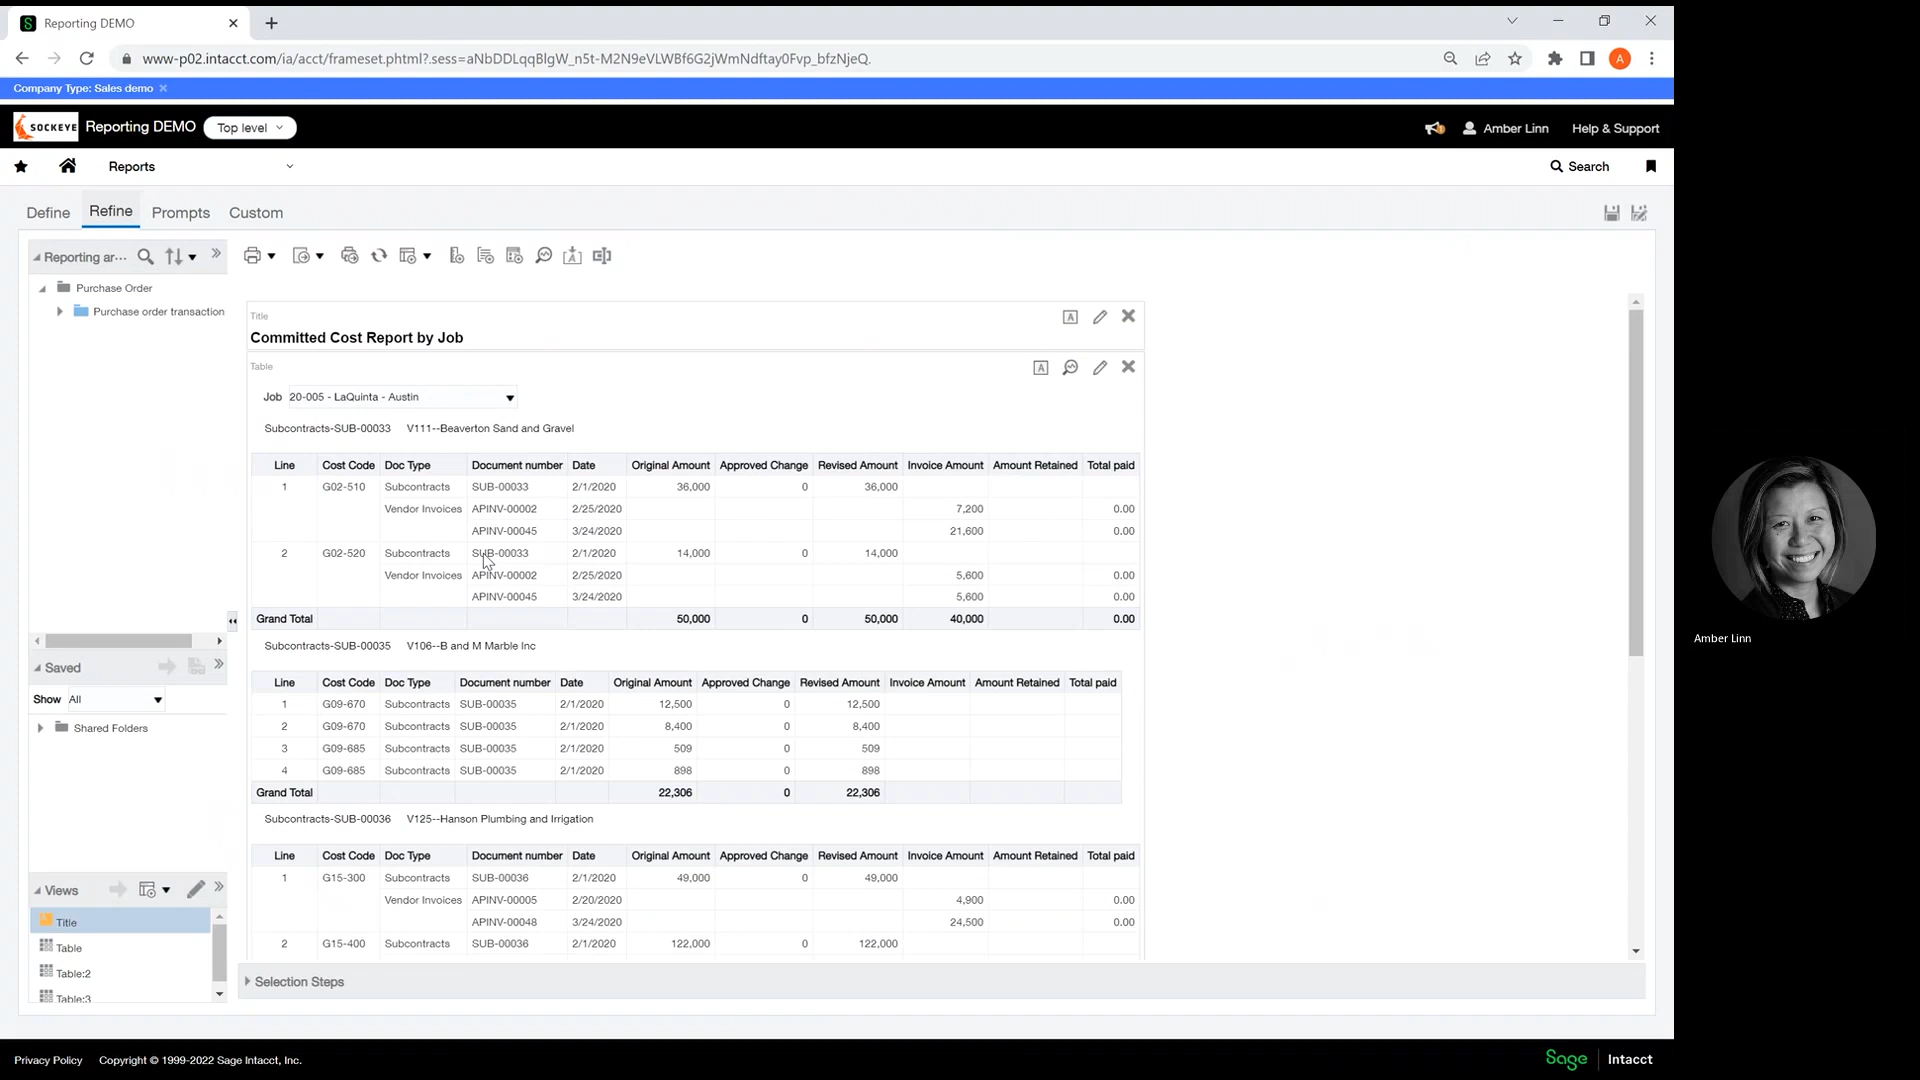 Reporting DEMO
www-p02.intacct.com/ia/acct/frameset.phtml?.sess=aNbDDLqqBlgW_n5t-M2N9eVLWBf6G2jWmNdftay0Fvp_bfzNjeQ.
A
Company Type: Sales demo
SOCKEYE Reporting DEMO Top level Amber Linn Help & Support
Reports Search
Define Refine Prompts Custom
Reporting ar...
Purchase Order
Purchase order transaction
Title
Committed Cost Report by Job
Table
Job 20-005 - LaQuinta - Austin
Subcontracts-SUB-00033 V111--Beaverton Sand and Gravel
Line Cost Code Doc Type Document number Date Original Amount Approved Change Revised Amount Invoice Amount Amount Retained Total paid
1 G02-510 Subcontracts SUB-00033 2/1/2020 36,000 0 36,000
Vendor Invoices APINV-00002 2/25/2020 7,200 0.00
APINV-00045 3/24/2020 21,600 0.00
2 G02-520 Subcontracts SUB-00033 2/1/2020 14,000 0 14,000
Vendor Invoices APINV-00002 2/25/2020 5,600 0.00
APINV-00045 3/24/2020 5,600 0.00
Grand Total 50,000 0 50,000 40,000 0.00
Subcontracts-SUB-00035 V106--B and M Marble Inc
Line Cost Code Doc Type Document number Date Original Amount Approved Change Revised Amount Invoice Amount Amount Retained Total paid
1 G09-670 Subcontracts SUB-00035 2/1/2020 12,500 0 12,500
2 G09-670 Subcontracts SUB-00035 2/1/2020 8,400 0 8,400
3 G09-685 Subcontracts SUB-00035 2/1/2020 509 0 509
4 G09-685 Subcontracts SUB-00035 2/1/2020 898 0 898
Grand Total 22,306 0 22,306
Subcontracts-SUB-00036 V125--Hanson Plumbing and Irrigation
Line Cost Code Doc Type Document number Date Original Amount Approved Change Revised Amount Invoice Amount Amount Retained Total paid
1 G15-300 Subcontracts SUB-00036 2/1/2020 49,000 0 49,000
Vendor Invoices APINV-00005 2/20/2020 4,900 0.00
APINV-00048 3/24/2020 24,500 0.00
2 G15-400 Subcontracts SUB-00036 2/1/2020 122,000 0 122,000
Selection Steps
Saved
Show All
Shared Folders
Views
Title
Table
Table:2
Table:3
Privacy Policy Copyright © 1999-2022 Sage Intacct, Inc.
Sage Intacct
Amber Linn